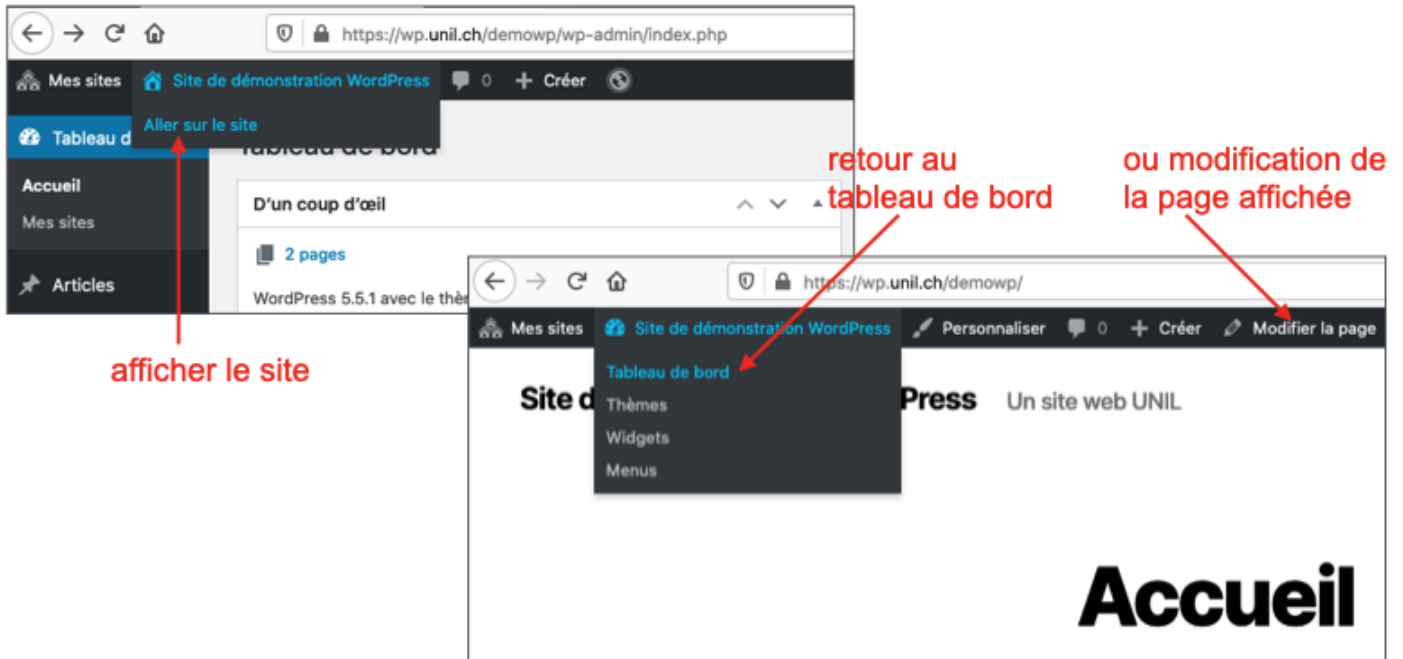 https://wp.unil.ch/demowp/wp-admin/index.php
Mes sites Site de démonstration WordPress 0 + Créer
Aller sur le site
Tableau d
Tableau de bord
Accueil
Mes sites
D'un coup d'œil
2 pages
Articles
WordPress 5.5.1 avec le thèm
afficher le site
retour au
tableau de bord
ou modification de
la page affichée
https://wp.unil.ch/demowp/
Mes sites Site de démonstration WordPress Personnaliser 0 + Créer Modifier la page
Tableau de bord
Thèmes
Widgets
Menus
Site d Press Un site web UNIL
Accueil